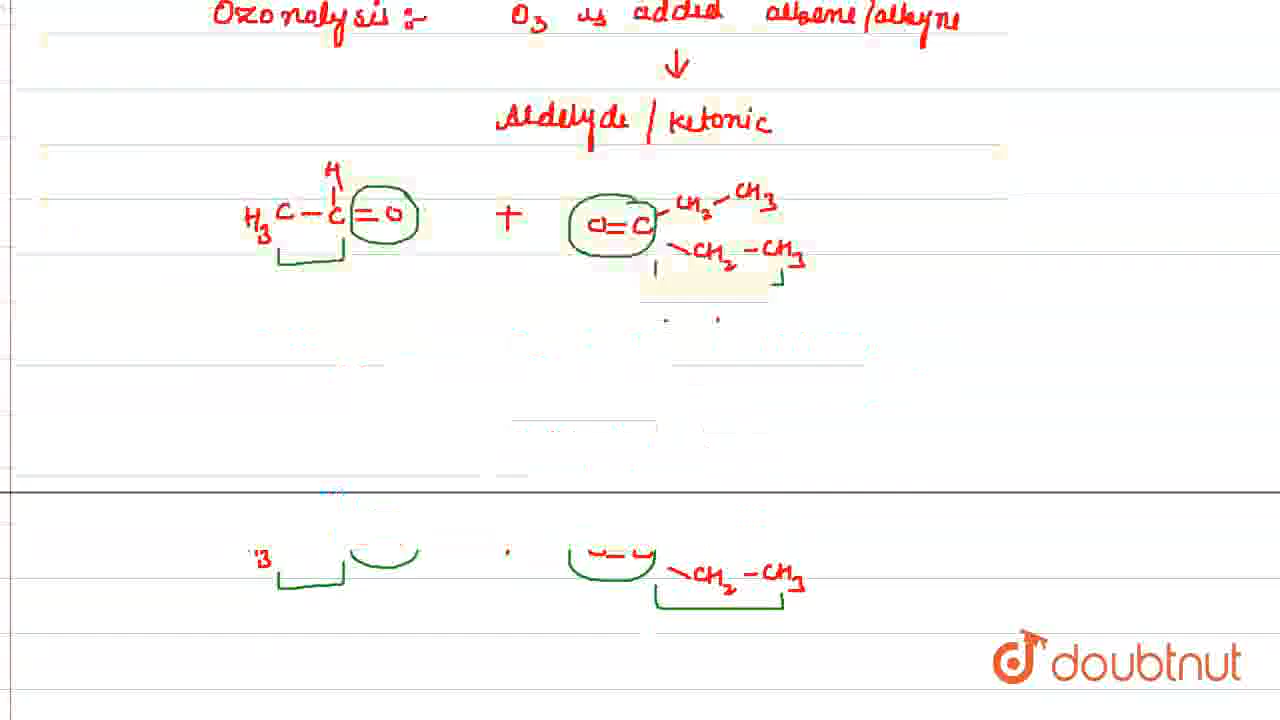 Ozonolysis :- O3 is added alkene/alkyne
↓
Aldelyde / Ketonic
H
H3C-C=O + O=C CH2-CH3
CH2-CH3
3 CH2-CH3
doubtnut